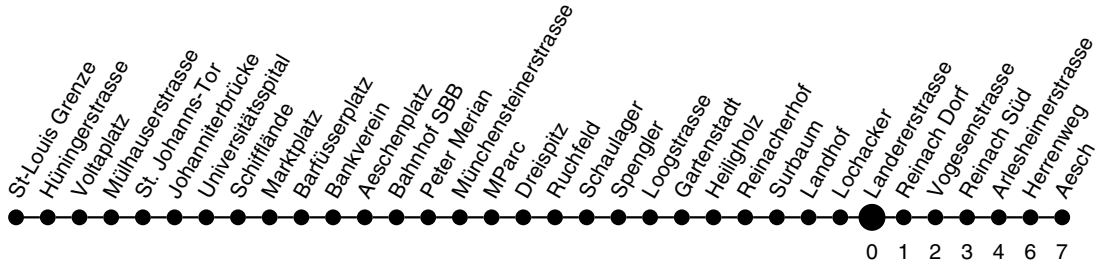 St-Louis Grenze
Hüningerstrasse
Voltaplatz
Mülhauserstrasse
St. Johanns-Tor
Johanniterbrücke
Universitätsspital
Schifflände
Marktplatz
Barfüsserplatz
Bankverein
Aeschenplatz
Bahnhof SBB
Peter Merian
Münchensteinerstrasse
MParc
Dreispitz
Ruchfeld
Schaulager
Spengler
Loogstrasse
Gartenstadt
Heiligholz
Reinacherhof
Surbaum
Landhof
Lochacker
Landererstrasse
Reinach Dorf
Vogesenstrasse
Reinach Süd
Arlesheimerstrasse
Herrenweg
Aesch
0 1 2 3 4 6 7